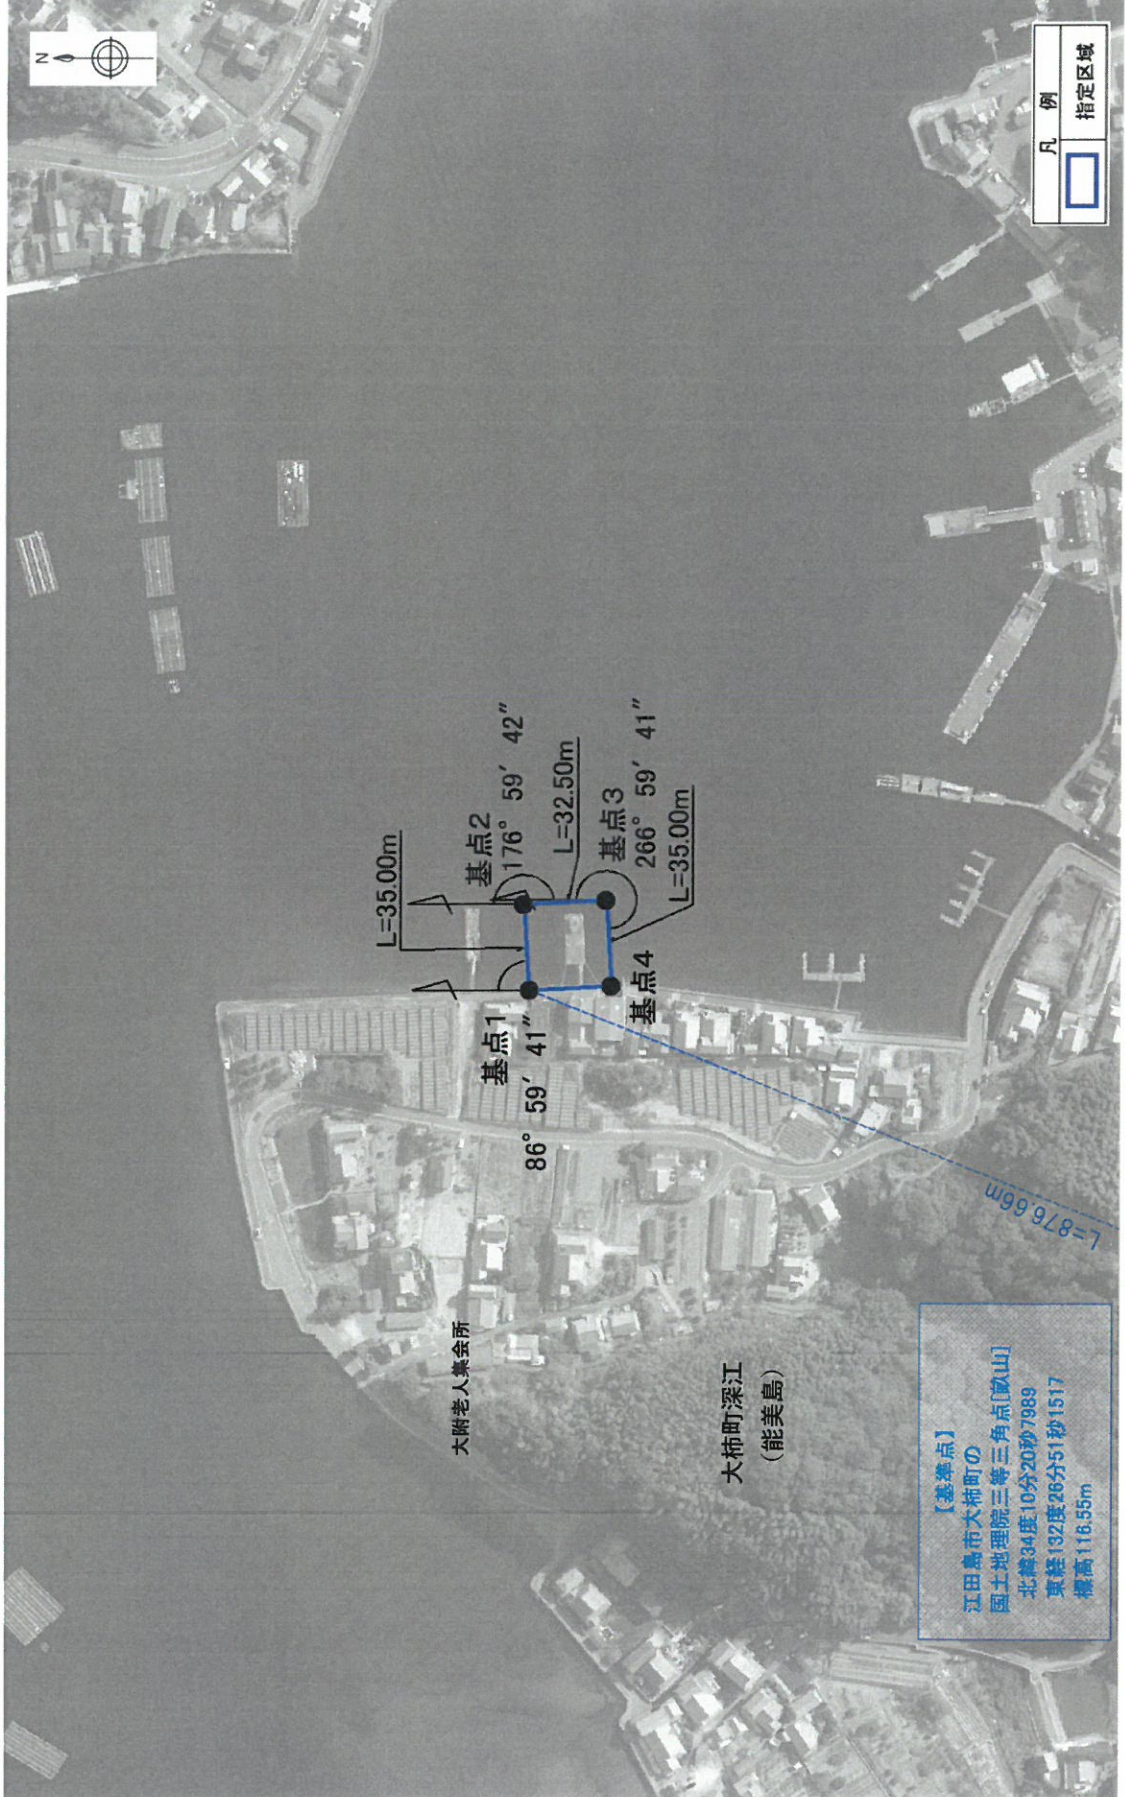 N
凡　例
指定区域
L=35.00m
基点2
176° 59′ 42″
L=32.50m
基点3
266° 59′ 41″
L=35.00m
基点1
86° 59′ 41″
基点4
L=876.66m
大附老人集会所
大柿町深江
(能美島)
【基準点】
江田島市大柿町の
国土地理院三等三角点[畝山]
北緯34度10分20秒7989
東経132度26分51秒1517
標高116.55m